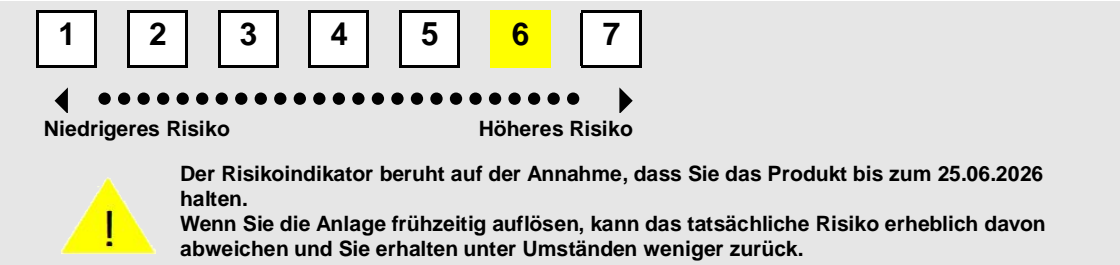 1 2 3 4 5 6 7
Niedrigeres Risiko Höheres Risiko
Der Risikoindikator beruht auf der Annahme, dass Sie das Produkt bis zum 25.06.2026
halten.
Wenn Sie die Anlage frühzeitig auflösen, kann das tatsächliche Risiko erheblich davon
abweichen und Sie erhalten unter Umständen weniger zurück.
!